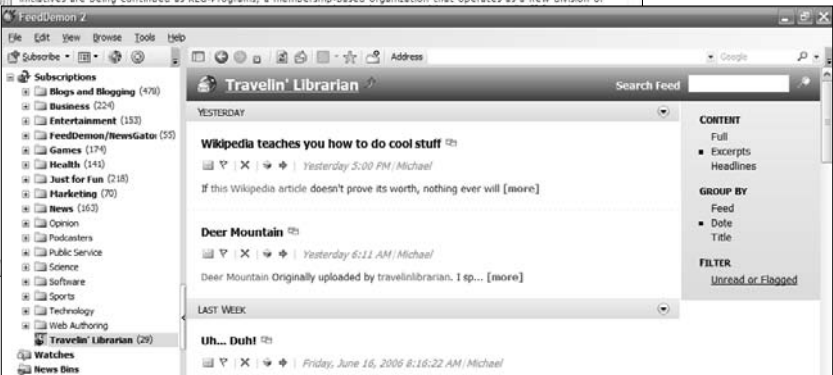 initiatives are being continued as REG-Programs, a membership-based organization that operates as a new division of
FeedDemon 2
File Edit View Browse Tools Help
Subscribe Address Google
Subscriptions
Blogs and Blogging (479)
Business (224)
Entertainment (153)
FeedDemon/NewsGator (55)
Games (174)
Health (141)
Just for Fun (218)
Marketing (70)
News (163)
Opinion
Podcasters
Public Service
Science
Software
Sports
Technology
Web Authoring
Travelin' Librarian (29)
Watches
News Bins
Travelin' Librarian Search Feed
YESTERDAY
Wikipedia teaches you how to do cool stuff
Yesterday 5:00 PM | Michael
If this Wikipedia article doesn't prove its worth, nothing ever will [more]
Deer Mountain
Yesterday 6:11 AM | Michael
Deer Mountain Originally uploaded by travelinlibrarian. I sp... [more]
LAST WEEK
Uh... Duh!
Friday, June 16, 2006 8:16:22 AM | Michael
CONTENT
Full
Excerpts
Headlines
GROUP BY
Feed
Date
Title
FILTER
Unread or Flagged